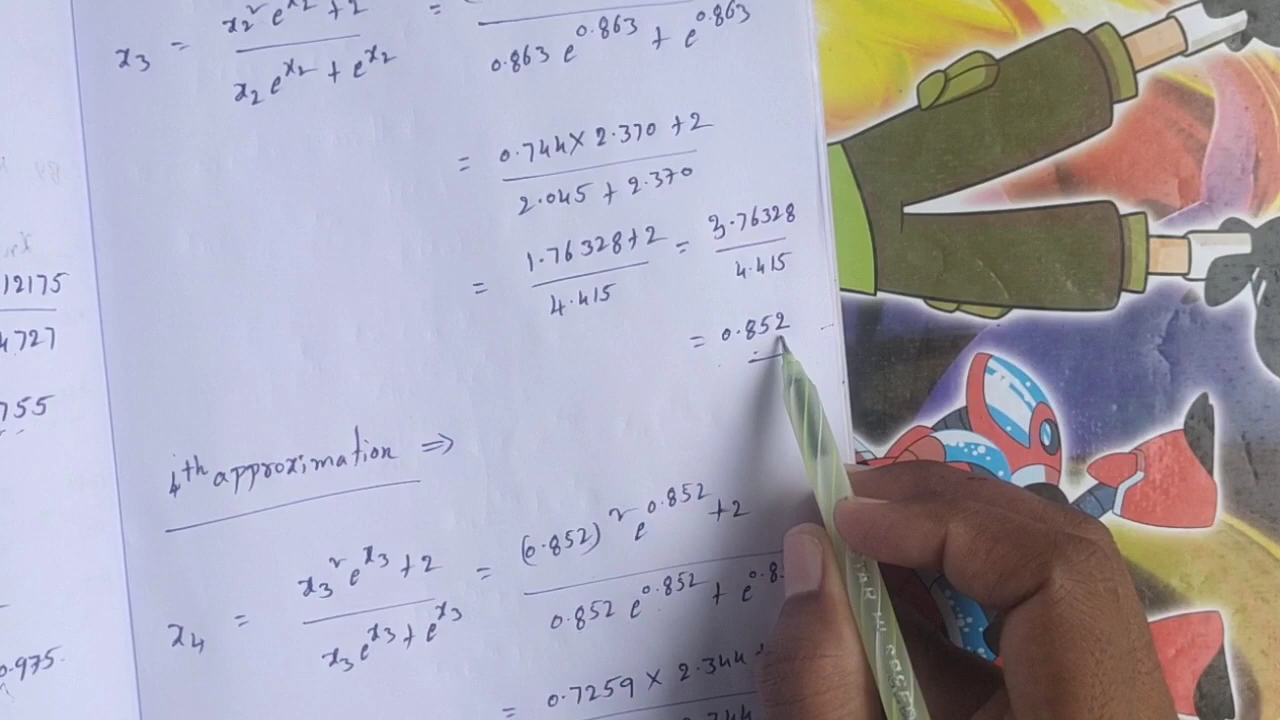 x₃ = x₂² e^x₂ + 2 / x₂ e^x₂ + e^x₂ = / 0.863 e^0.863 + e^0.863
= 0.744 × 2.370 + 2 / 2.045 + 2.370
= 1.76328 + 2 / 4.415 = 3.76328 / 4.415
= 0.852
4th approximation ⇒
x₄ = x₃² e^x₃ + 2 / x₃ e^x₃ + e^x₃ = (0.852)² e^0.852 + 2 / 0.852 e^0.852 + e^0.8
= 0.7259 × 2.344
12175
4.727
755
0.975